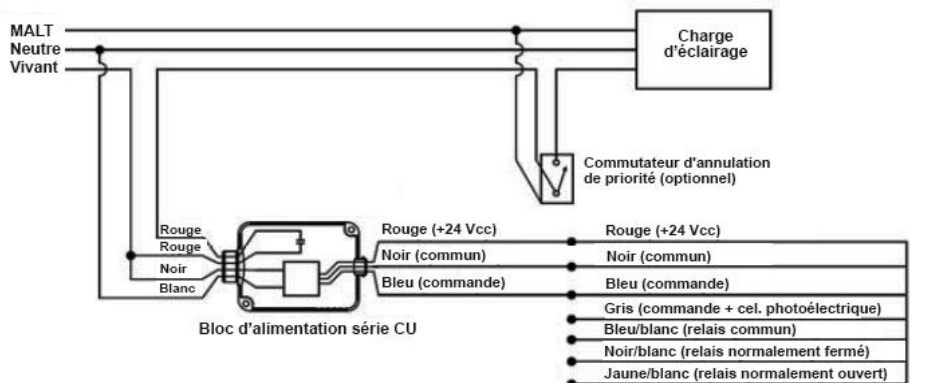 MALT
Neutre
Vivant
Charge
d'éclairage
Commutateur d'annulation
de priorité (optionnel)
Rouge
Rouge
Noir
Blanc
Bloc d'alimentation série CU
Rouge (+24 Vcc)
Noir (commun)
Bleu (commande)
Rouge (+24 Vcc)
Noir (commun)
Bleu (commande)
Gris (commande + cel. photoélectrique)
Bleu/blanc (relais commun)
Noir/blanc (relais normalement fermé)
Jaune/blanc (relais normalement ouvert)